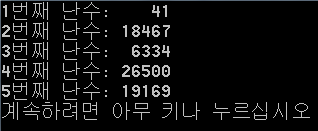 1번째 난수:    41
2번째 난수: 18467
3번째 난수:  6334
4번째 난수: 26500
5번째 난수: 19169
계속하려면 아무 키나 누르십시오